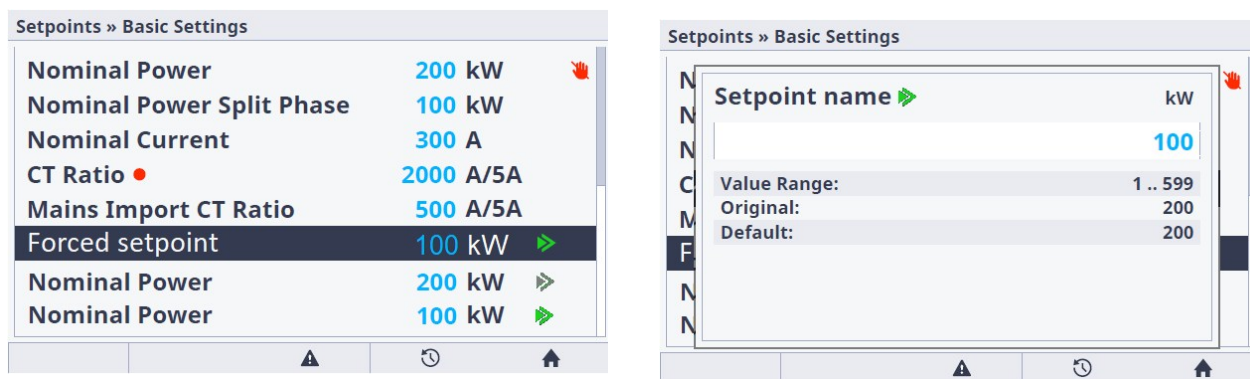 Setpoints » Basic Settings
Nominal Power 200 kW
Nominal Power Split Phase 100 kW
Nominal Current 300 A
CT Ratio 2000 A/5A
Mains Import CT Ratio 500 A/5A
Forced setpoint 100 kW
Nominal Power 200 kW
Nominal Power 100 kW
Setpoints » Basic Settings
N
Setpoint name kW
N
100
N
C Value Range: 1 .. 599
Original: 200
M
Default: 200
F
N
N